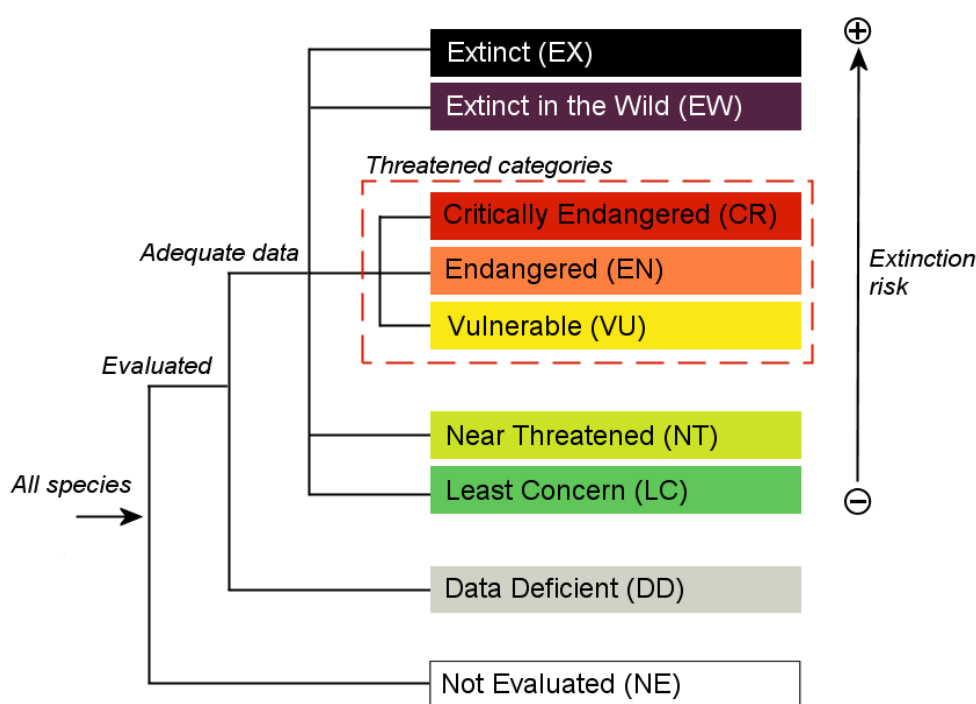 Extinct (EX)
Extinct in the Wild (EW)
Threatened categories
Critically Endangered (CR)
Adequate data
Endangered (EN)
Extinction
risk
Vulnerable (VU)
Evaluated
Near Threatened (NT)
All species
Least Concern (LC)
Data Deficient (DD)
Not Evaluated (NE)